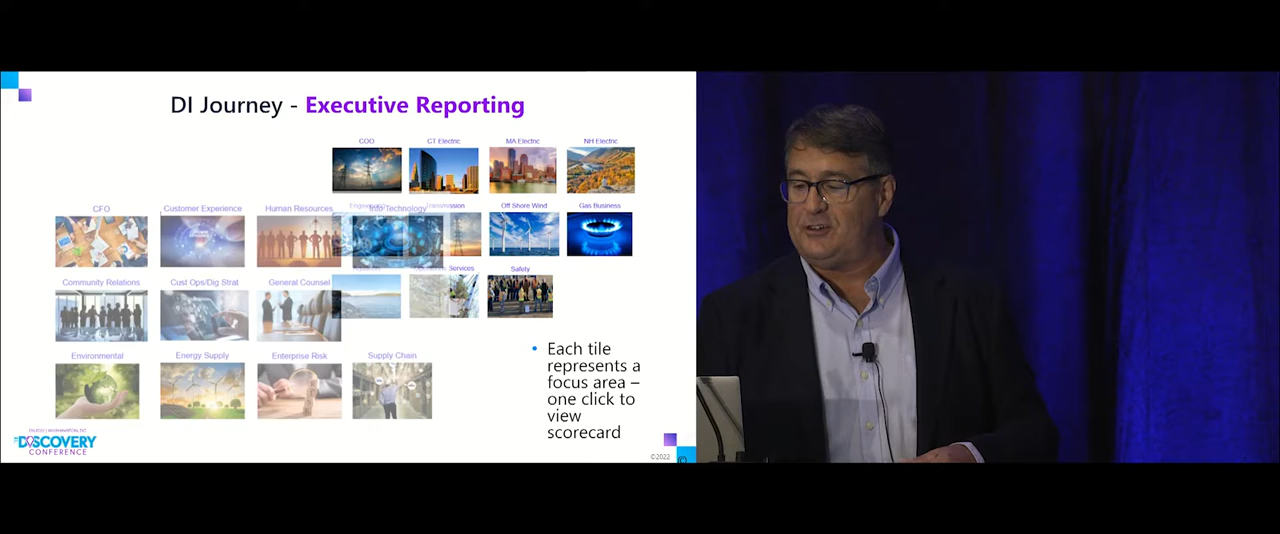 DI Journey - Executive Reporting
COO CT Electric MA Electric NH Electric
CFO Customer Experience Human Resources Info Technology Off Shore Wind Gas Business
Community Relations Cust Ops/Dig Strat General Counsel Services Safety
Environmental Energy Supply Enterprise Risk Supply Chain
• Each tile
represents a
focus area –
one click to
view
scorecard
DISCOVERY
CONFERENCE
©2022
©